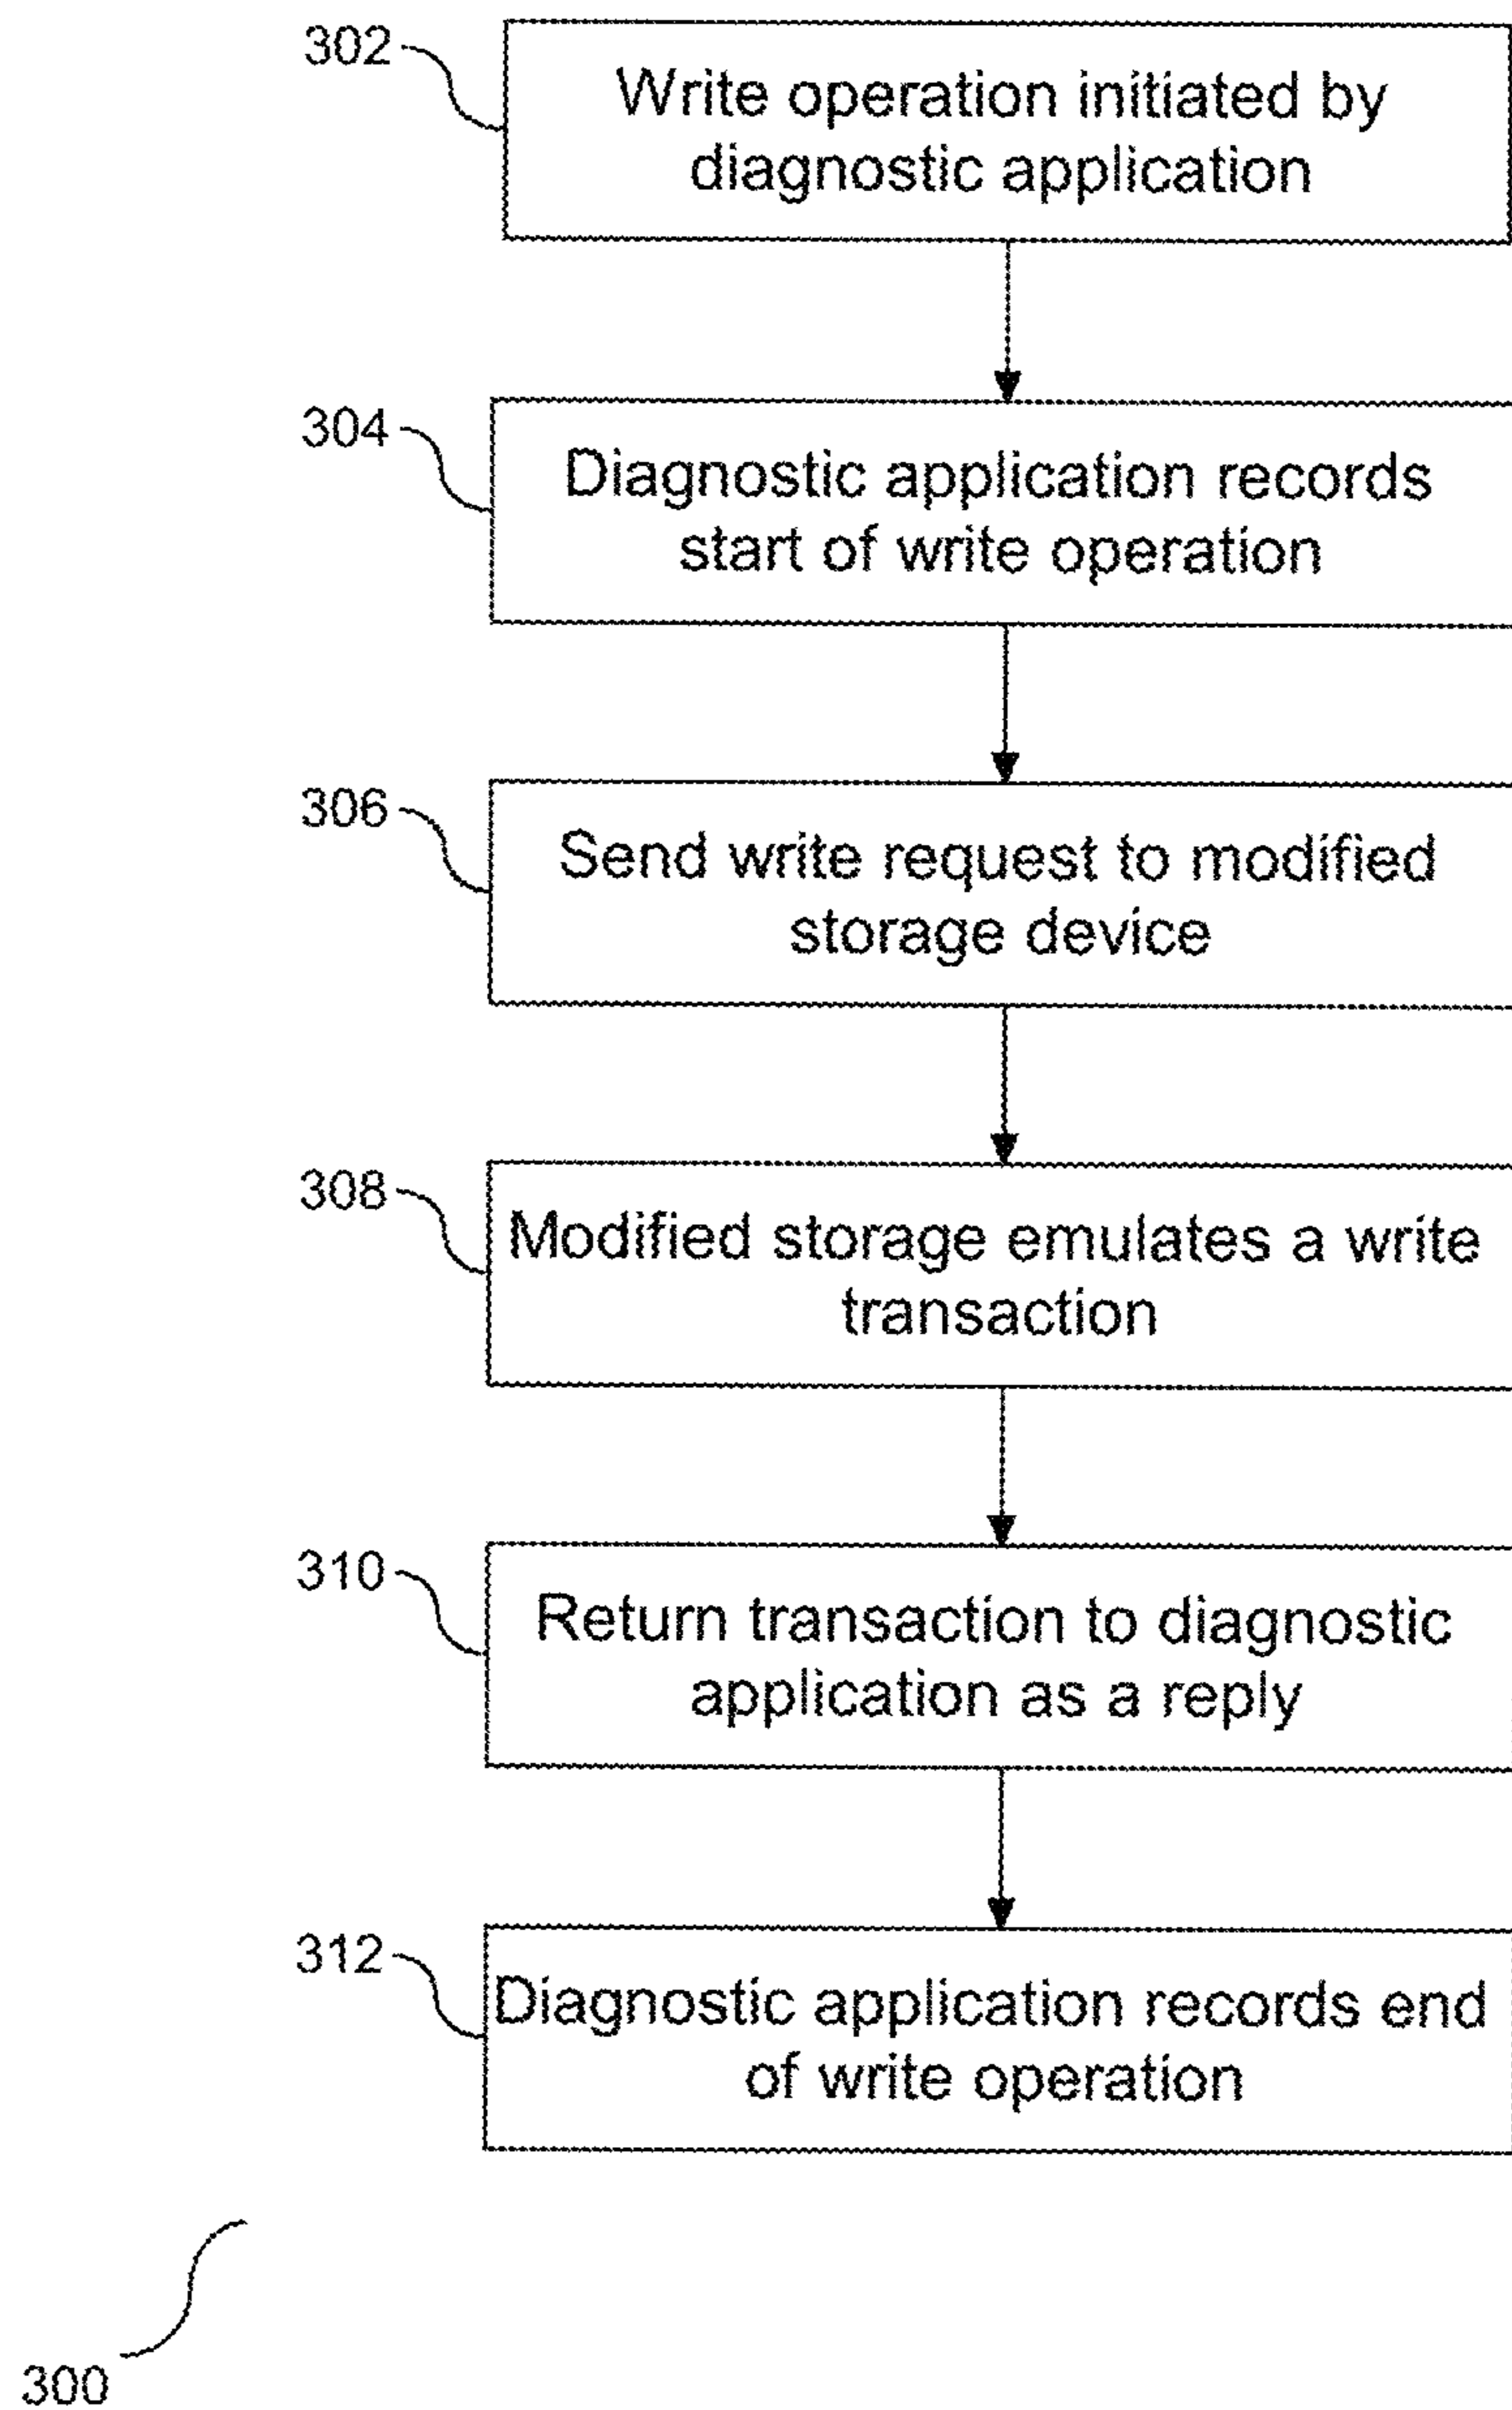 302
Write operation initiated by
diagnostic application
304
Diagnostic application records
start of write operation
306
Send write request to modified
storage device
308
Modified storage emulates a write
transaction
310
Return transaction to diagnostic
application as a reply
312
Diagnostic application records end
of write operation
300